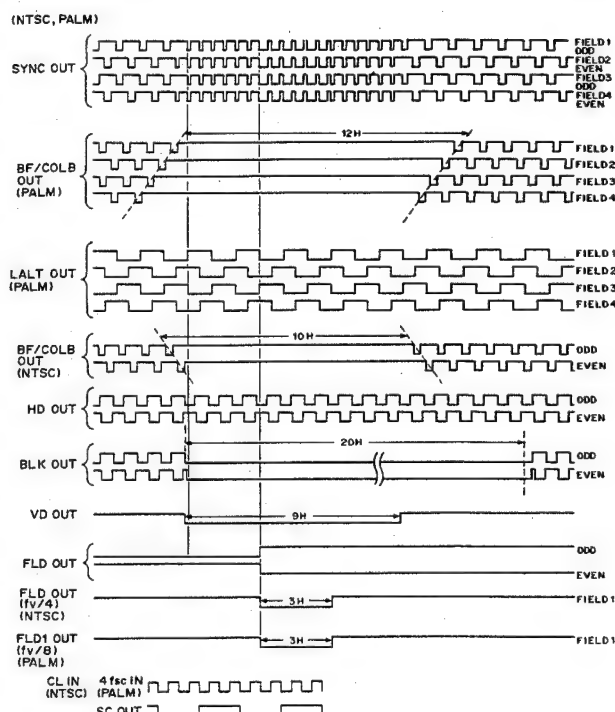 (NTSC, PALM)
SYNC OUT
FIELD1
ODD
FIELD2
EVEN
FIELD3
ODD
FIELD4
EVEN
12H
BF/COLB
OUT
(PALM)
FIELD1
FIELD2
FIELD3
FIELD4
LALT OUT
(PALM)
FIELD1
FIELD2
FIELD3
FIELD4
10H
BF/COLB
OUT
(NTSC)
ODD
EVEN
HD OUT
ODD
EVEN
20H
BLK OUT
ODD
EVEN
VD OUT
9H
FLD OUT
ODD
EVEN
FLD OUT
(fv/4)
(NTSC)
3H
FIELD1
FLD1 OUT
(fv/8)
(PALM)
3H
FIELD1
CL IN 4fsc IN
(NTSC) (PALM)
SC OUT